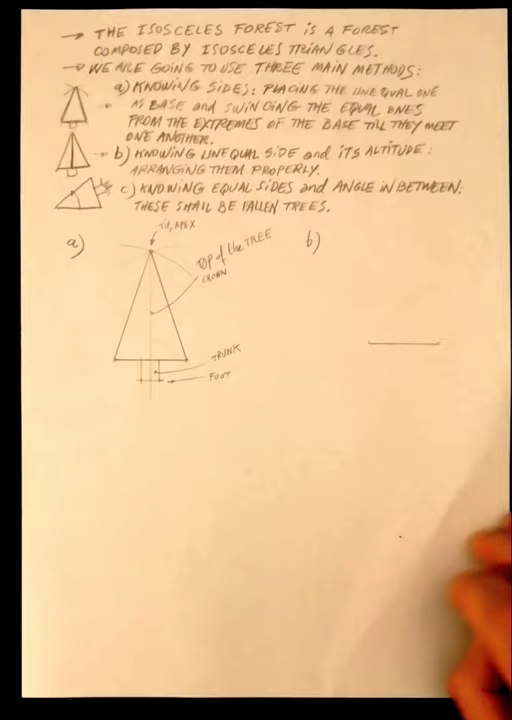 → THE ISOSCELES FOREST IS A FOREST
COMPOSED BY ISOSCELES TRIANGLES.
→ WE ARE GOING TO USE THREE MAIN METHODS:
a) KNOWING SIDES: PLACING THE UNEQUAL ONE
AS BASE and SWINGING THE EQUAL ONES
FROM THE EXTREMES OF THE BASE TILL THEY MEET
ONE ANOTHER.
b) KNOWING UNEQUAL SIDE and ITS ALTITUDE:
ARRANGING THEM PROPERLY.
c) KNOWING EQUAL SIDES and ANGLE IN BETWEEN:
THESE SHALL BE FALLEN TREES.
a)
TIP, APEX
TOP of the TREE
CROWN
TRUNK
FOOT
b)